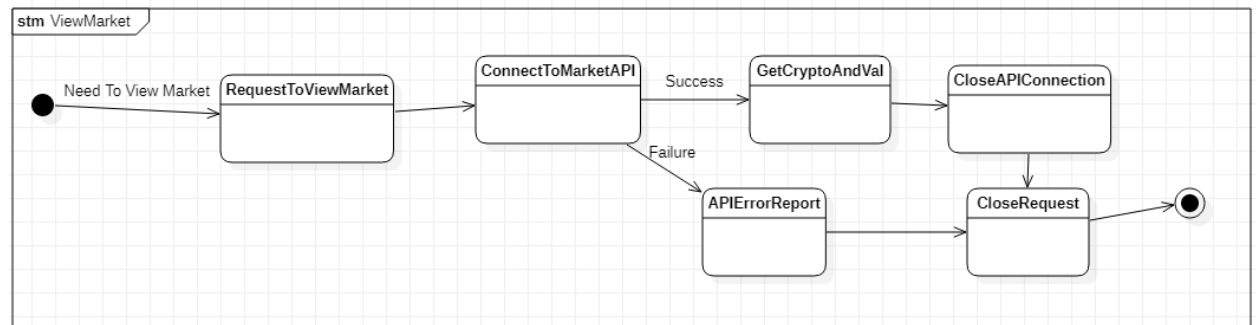 stm ViewMarket
Need To View Market
RequestToViewMarket
ConnectToMarketAPI
Success
GetCryptoAndVal
CloseAPIConnection
Failure
APIErrorReport
CloseRequest